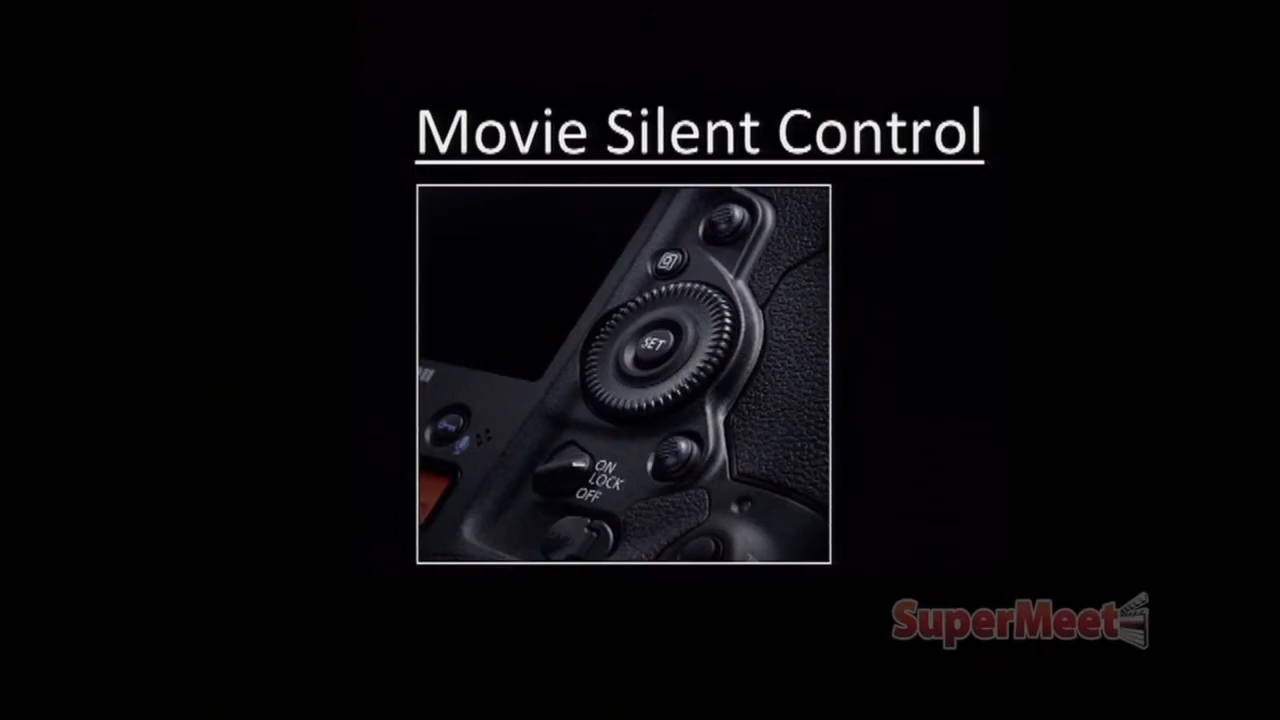 Movie Silent Control
SET
ON
LOCK
OFF
SuperMeet